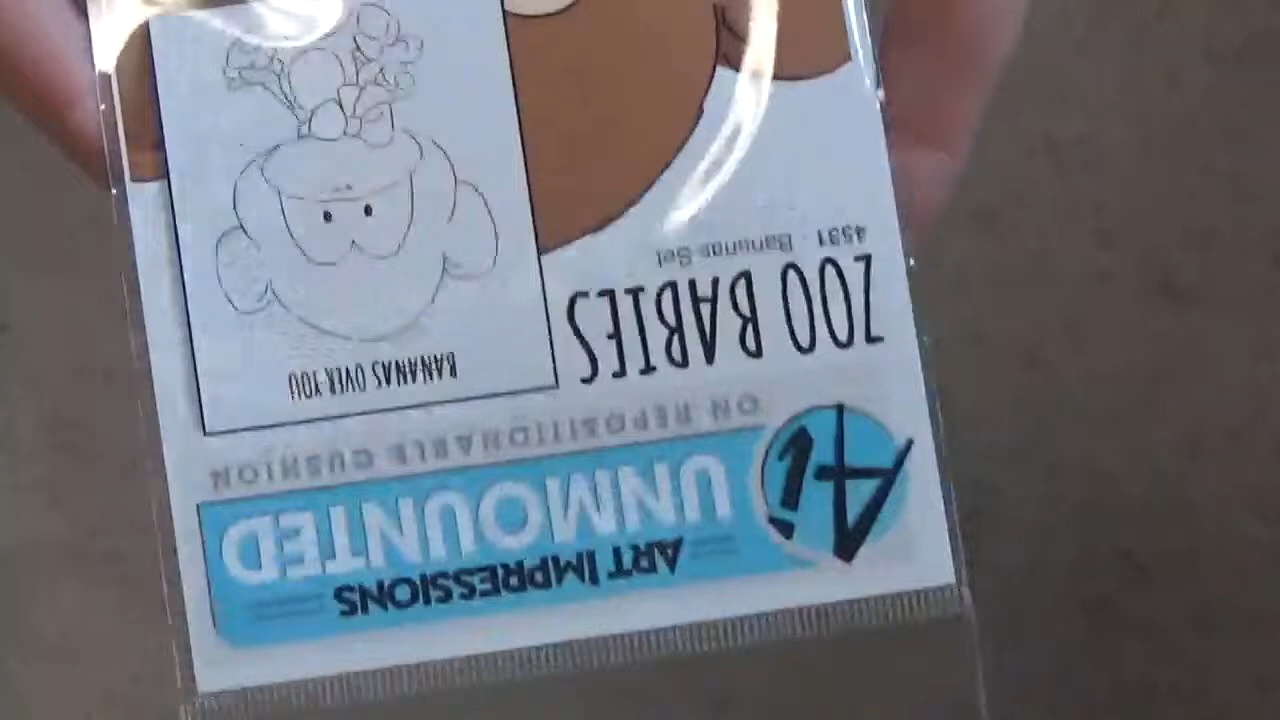 Ai
ART IMPRESSIONS
UNMOUNTED
ON REPOSITIONABLE CUSHION
BANANAS OVER YOU
ZOO BABIES
4531 - Bananas Set